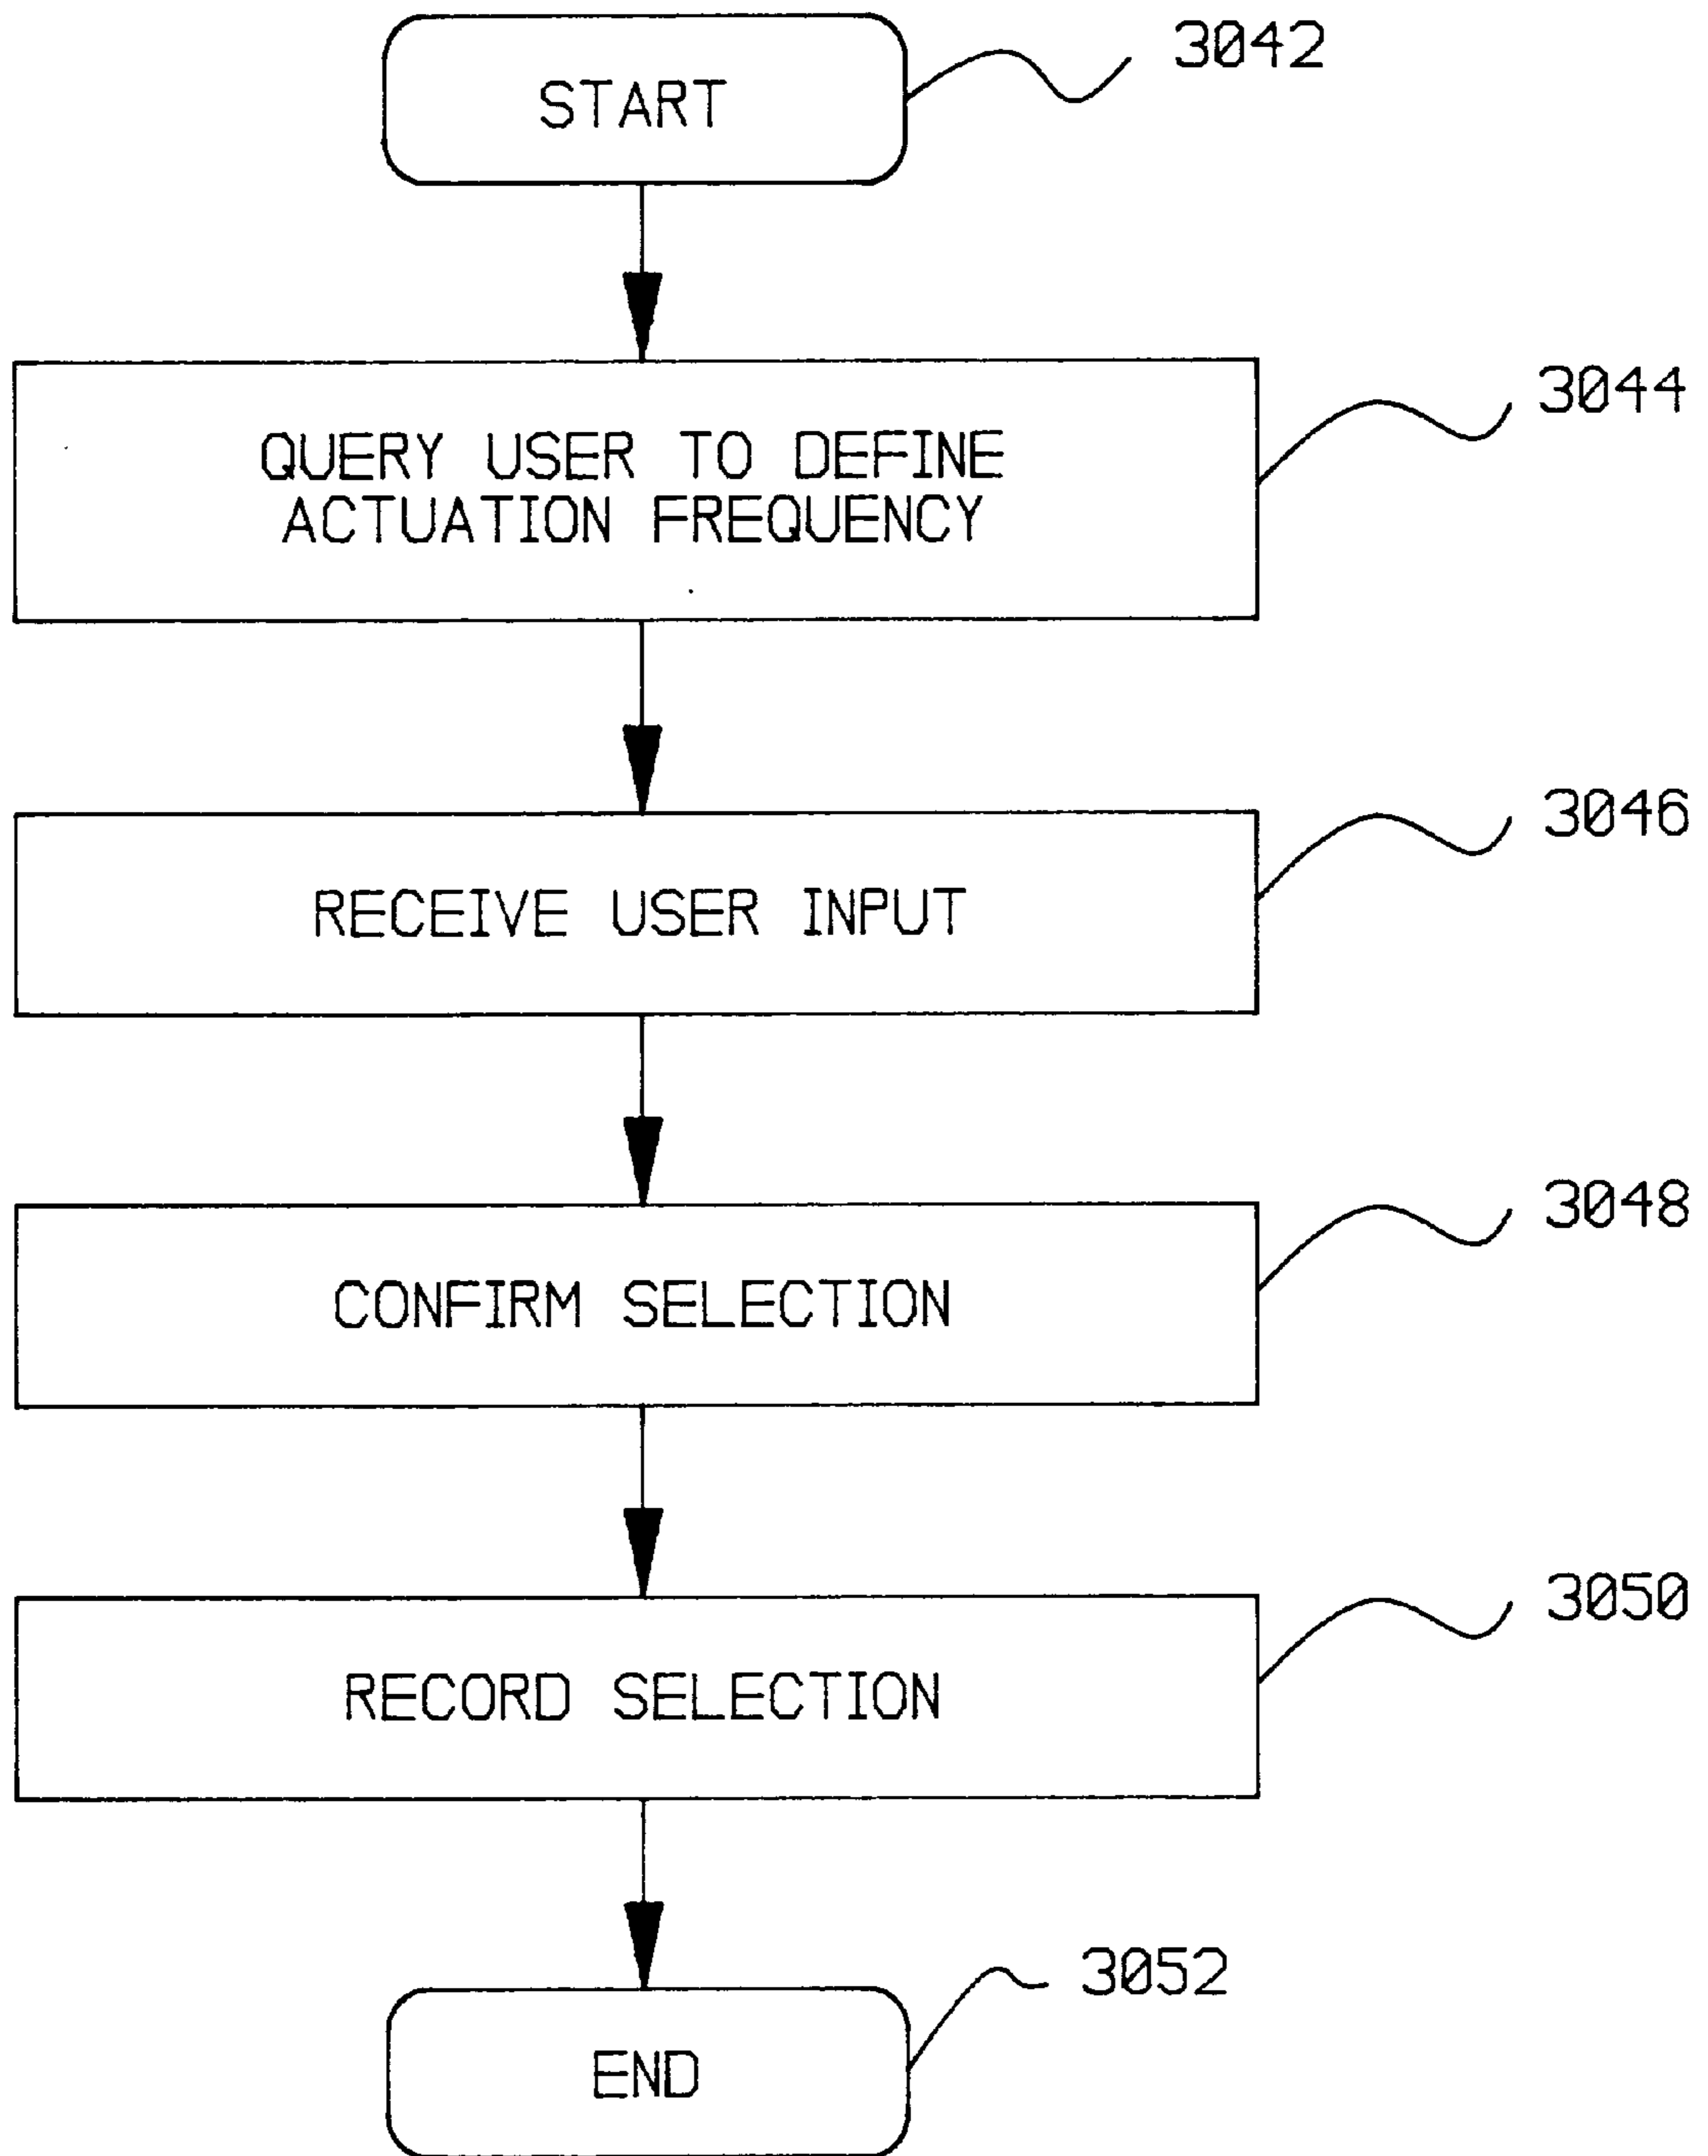 START
3042
QUERY USER TO DEFINE
ACTUATION FREQUENCY
3044
RECEIVE USER INPUT
3046
CONFIRM SELECTION
3048
RECORD SELECTION
3050
END
3052